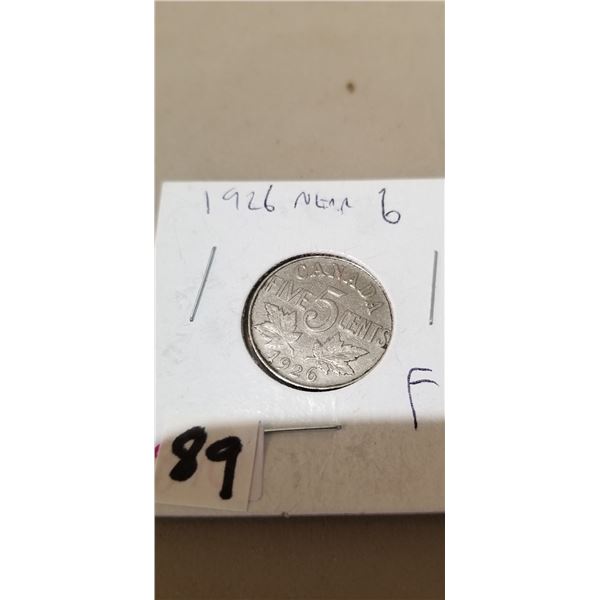 1926 Near 6
CANADA
FIVE 5 CENTS
1926
F
89